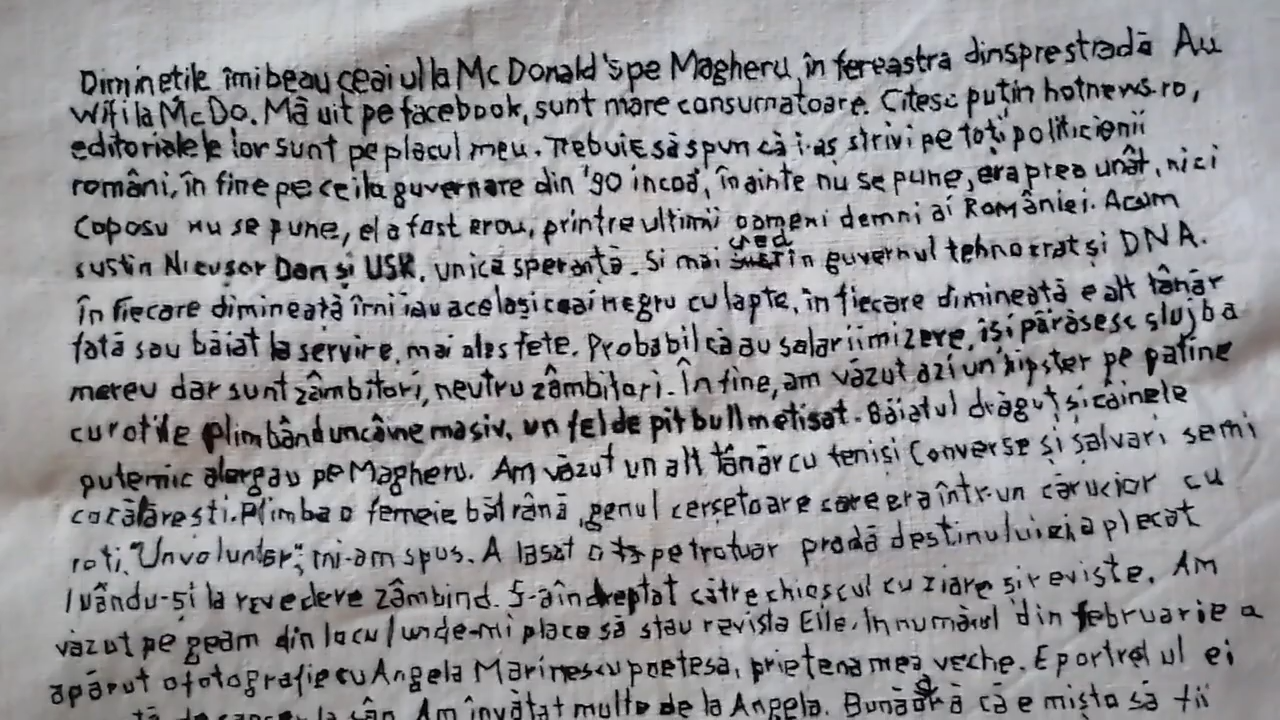 Diminețile îmi beau ceaiul la McDonald's pe Magheru, în fereastra dinspre stradă Au
Wifi la McDo. Mă uit pe facebook, sunt mare consumatoare. Citesc puțin hotnews.ro,
editorialele lor sunt pe placul meu. Trebuie să spun că i-aș strivi pe toți politicienii
români, în fine pe cei la guvernare din '90 încoa', înainte nu se pune, era prea urât, nici
Coposu nu se pune, el a fost erou, printre ultimii oameni demni ai României. Acum
susțin Nicușor Dan și USR, unica speranță. Și mai cred în guvernul tehnocrat și DNA.
În fiecare dimineață îmi iau același ceai negru cu lapte, în fiecare dimineață e alt tânăr
fată sau băiat la servire, mai ales fete. Probabil că au salarii mizere, își părăsesc slujba
mereu dar sunt zâmbitori, neutru zâmbitori. În fine, am văzut azi un hipster pe patine
cu rotile plimbând un câine masiv, un fel de pitbull metisat. Băiatul drăguț și câinele
puternic alergau pe Magheru. Am văzut un alt tânăr cu teniși Converse și șalvari semi
Plimba o femeie bătrână, genul cerșetoare care era într-un cărucior cu
roți. "Un voluntar", mi-am spus. A lăsat o pe trotuar pradă destinului ei și a plecat
luându-și la revedere zâmbind. S-a îndreptat către chioșcul cu ziare și reviste. Am
văzut pe geam din locul unde-mi place să stau revista Elle. În numărul din februarie a
apărut o fotografie cu Angela Marinescu poetesa, prietena mea veche. E portretul ei
de cancer la sân. Am învățat multe de la Angela. Bunăoară că e mișto să fii